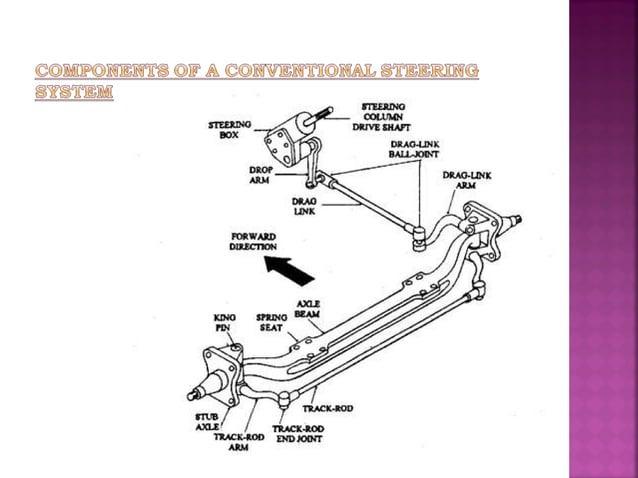 COMPONENTS OF A CONVENTIONAL STEERING
SYSTEM
STEERING
COLUMN
DRIVE SHAFT
STEERING
BOX
DRAG-LINK
BALL-JOINT
DROP
ARM
DRAG-LINK
ARM
DRAG
LINK
FORWARD
DIRECTION
AXLE
BEAM
KING
PIN
SPRING
SEAT
TRACK-ROD
STUB
AXLE
TRACK-ROD
ARM
TRACK-ROD
END JOINT